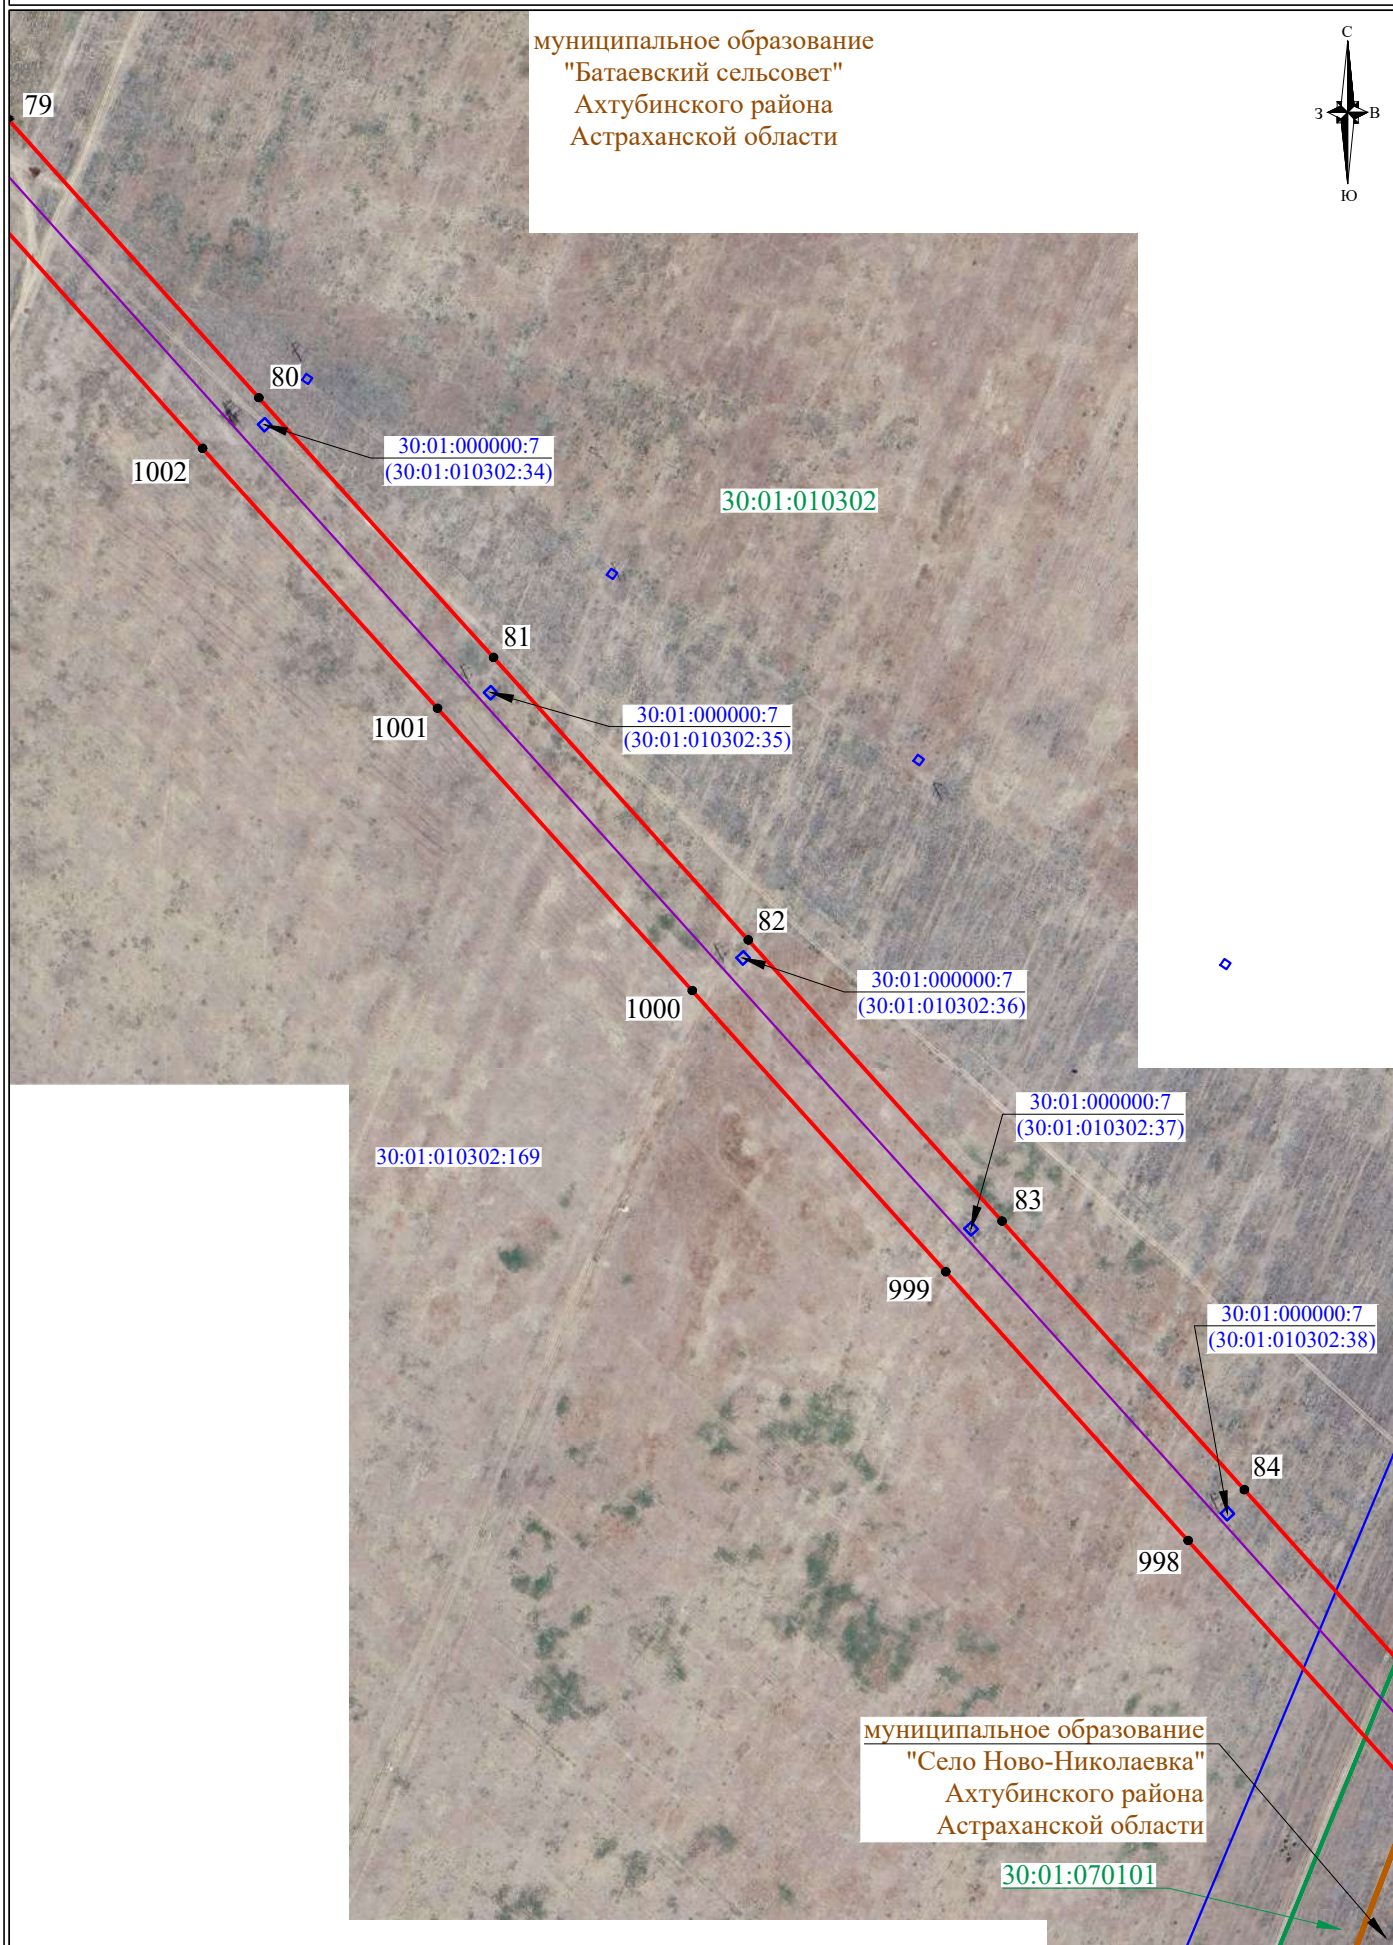 муниципальное образование
"Батаевский сельсовет"
Ахтубинского района
Астраханской области
С
З
В
Ю
79
80
30:01:000000:7
(30:01:010302:34)
1002
30:01:010302
81
30:01:000000:7
(30:01:010302:35)
1001
82
30:01:000000:7
(30:01:010302:36)
1000
30:01:000000:7
(30:01:010302:37)
30:01:010302:169
83
999
30:01:000000:7
(30:01:010302:38)
84
998
муниципальное образование
"Село Ново-Николаевка"
Ахтубинского района
Астраханской области
30:01:070101